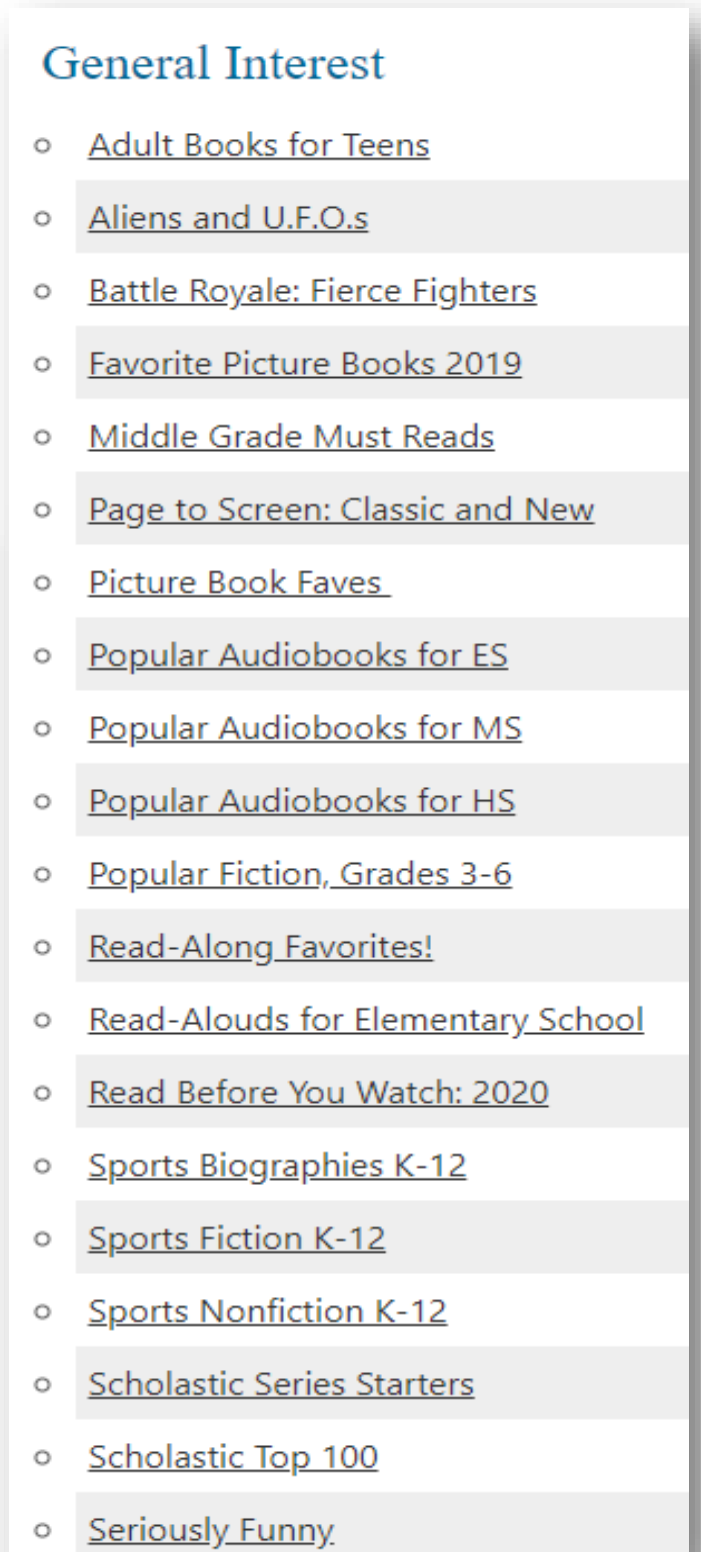 General Interest
Adult Books for Teens
Aliens and U.F.O.s
Battle Royale: Fierce Fighters
Favorite Picture Books 2019
Middle Grade Must Reads
Page to Screen: Classic and New
Picture Book Faves
Popular Audiobooks for ES
Popular Audiobooks for MS
Popular Audiobooks for HS
Popular Fiction, Grades 3-6
Read-Along Favorites!
Read-Alouds for Elementary School
Read Before You Watch: 2020
Sports Biographies K-12
Sports Fiction K-12
Sports Nonfiction K-12
Scholastic Series Starters
Scholastic Top 100
Seriously Funny